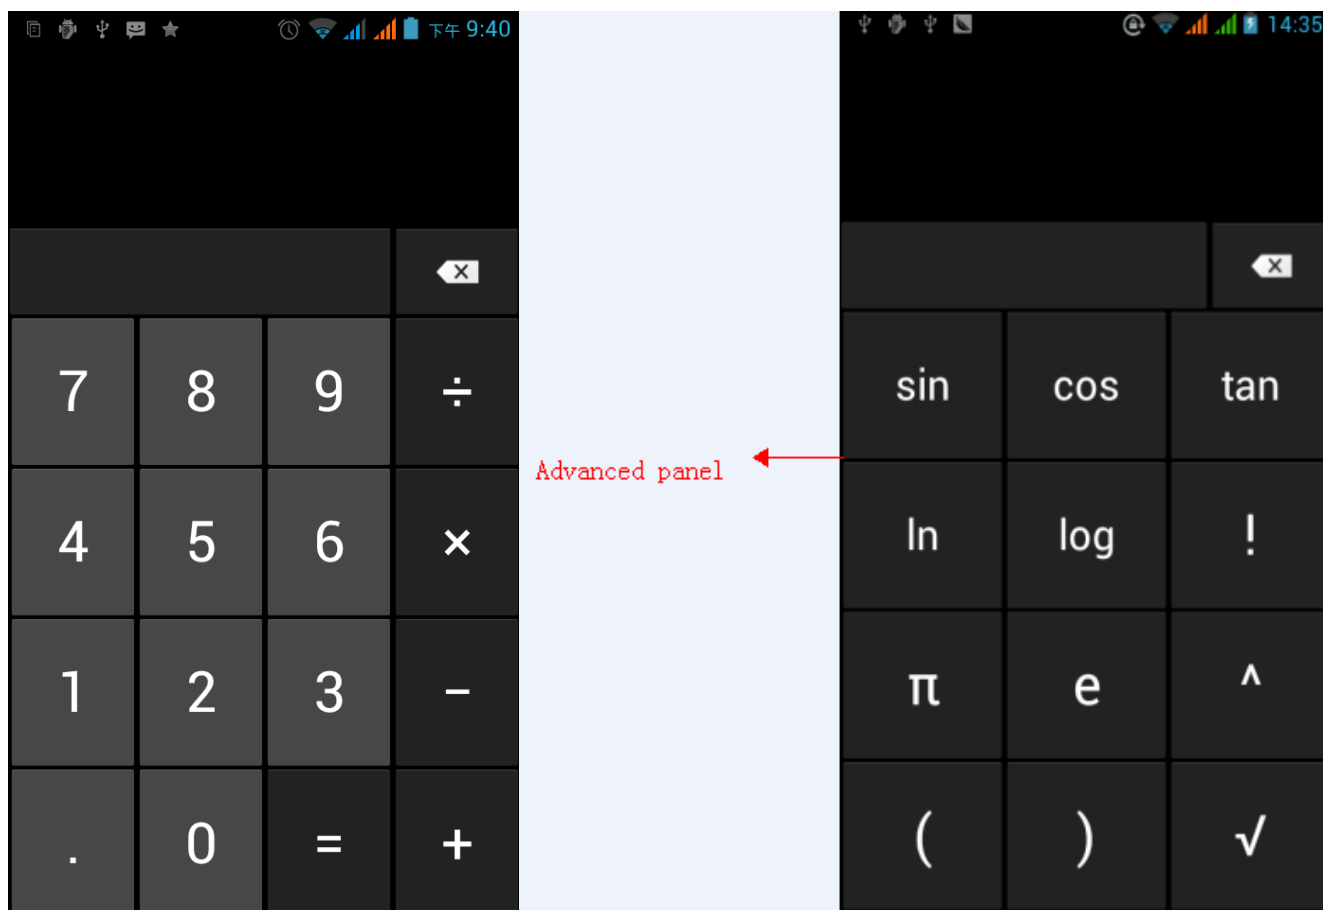 下午 9:40
7 8 9 ÷
4 5 6 ×
1 2 3 −
. 0 = +
Advanced panel
14:35
sin cos tan
ln log !
π e ^
( ) √